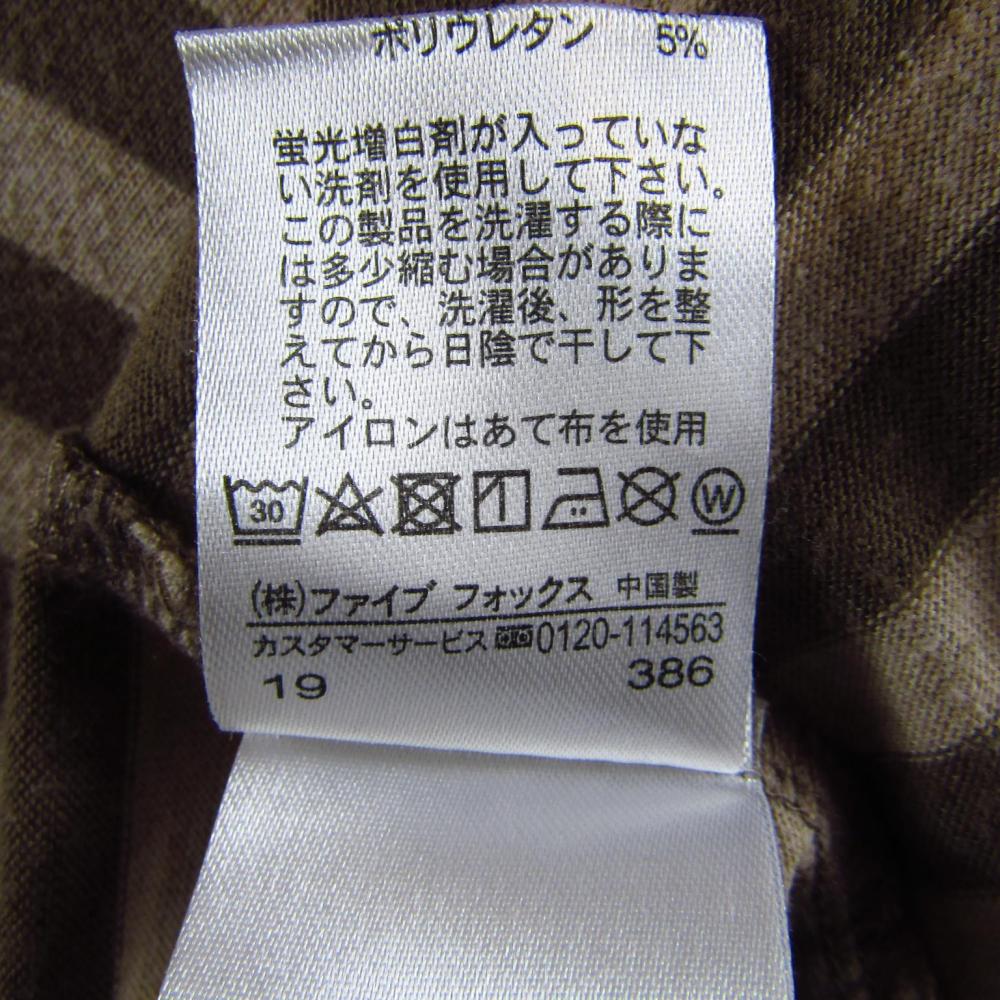 ポリウレタン 5%
蛍光増白剤が入っていな
い洗剤を使用して下さい。
この製品を洗濯する際に
は多少縮む場合がありま
すので、洗濯後、形を整
えてから日陰で干して下
さい。
アイロンはあて布を使用
30 W
(株)ファイブ フォックス 中国製
カスタマーサービス 0120-114563
19 386